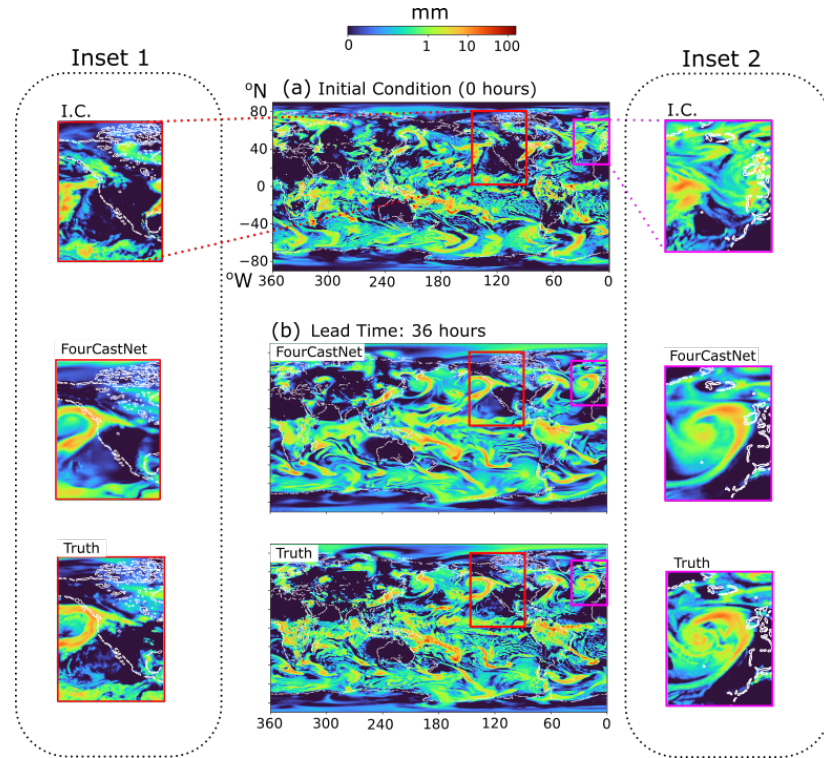 mm
0 1 10 100
Inset 1
Inset 2
(a) Initial Condition (0 hours)
°N
I.C.
I.C.
80
40
0
−40
−80
°W
360 300 240 180 120 60 0
(b) Lead Time: 36 hours
FourCastNet
FourCastNet
FourCastNet
Truth
Truth
Truth
360 300 240 180 120 60 0